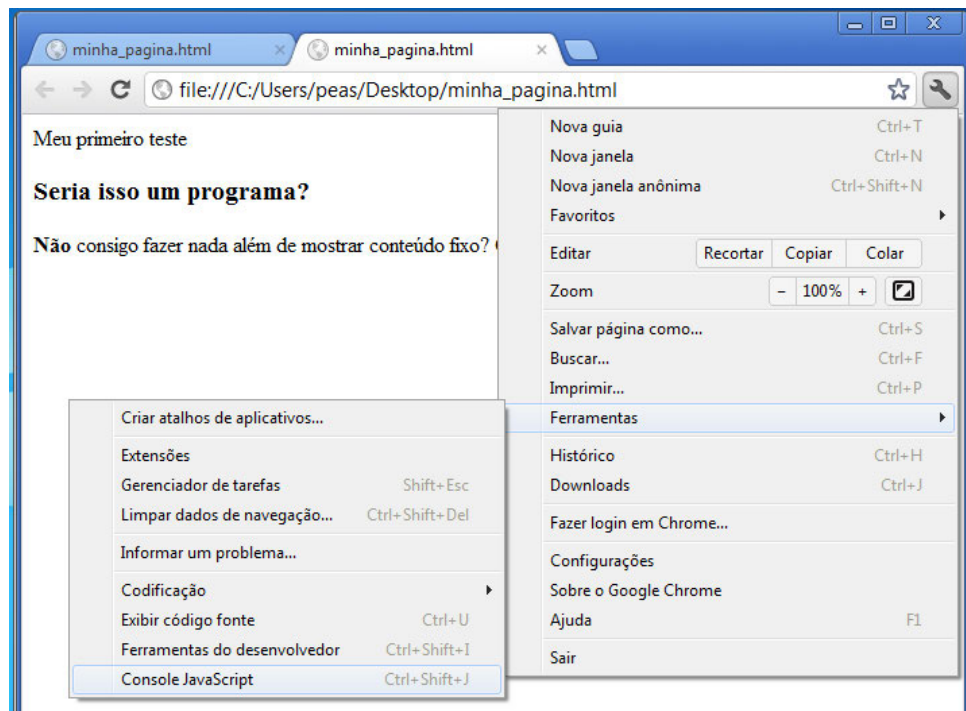 minha_pagina.html
minha_pagina.html
file:///C:/Users/peas/Desktop/minha_pagina.html
Meu primeiro teste
Seria isso um programa?
Não consigo fazer nada além de mostrar conteúdo fixo?
Nova guia Ctrl+T
Nova janela Ctrl+N
Nova janela anônima Ctrl+Shift+N
Favoritos
Editar Recortar Copiar Colar
Zoom − 100% +
Salvar página como... Ctrl+S
Buscar... Ctrl+F
Imprimir... Ctrl+P
Ferramentas
Histórico Ctrl+H
Downloads Ctrl+J
Fazer login em Chrome...
Configurações
Sobre o Google Chrome
Ajuda F1
Sair
Criar atalhos de aplicativos...
Extensões
Gerenciador de tarefas Shift+Esc
Limpar dados de navegação... Ctrl+Shift+Del
Informar um problema...
Codificação
Exibir código fonte Ctrl+U
Ferramentas do desenvolvedor Ctrl+Shift+I
Console JavaScript Ctrl+Shift+J